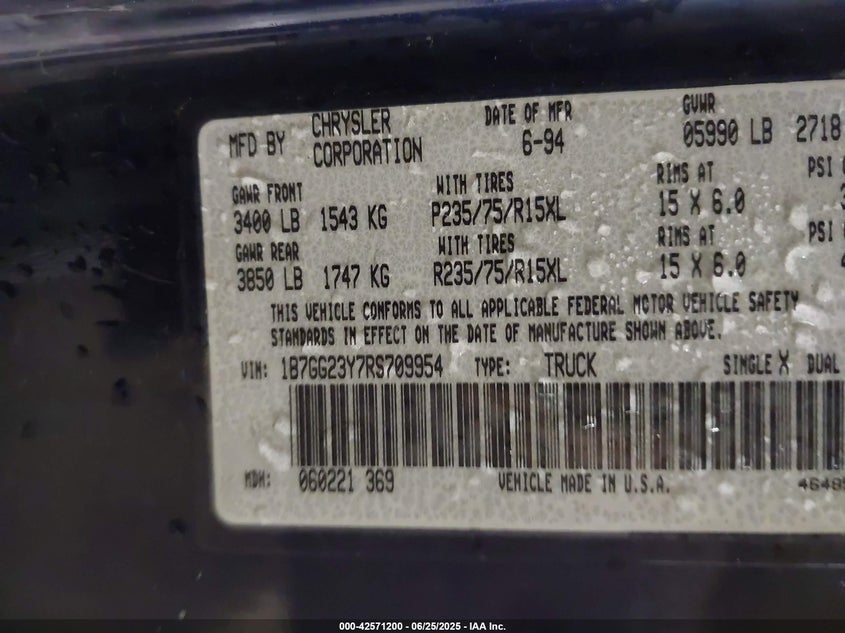 MFD BY CHRYSLER CORPORATION DATE OF MFR 6-94 GVWR 05990 LB 2718
GAWR FRONT WITH TIRES RIMS AT PSI
3400 LB 1543 KG P235/75/R15XL 15 X 6.0
GAWR REAR WITH TIRES RIMS AT PSI
3850 LB 1747 KG R235/75/R15XL 15 X 6.0
THIS VEHICLE CONFORMS TO ALL APPLICABLE FEDERAL MOTOR VEHICLE SAFETY
STANDARDS IN EFFECT ON THE DATE OF MANUFACTURE SHOWN ABOVE.
VIN: 1B7GG23Y7RS709954 TYPE: TRUCK SINGLE X DUAL
MDH: 060221 369 VEHICLE MADE IN U.S.A.
000-42571200 - 06/25/2025 - IAA Inc.